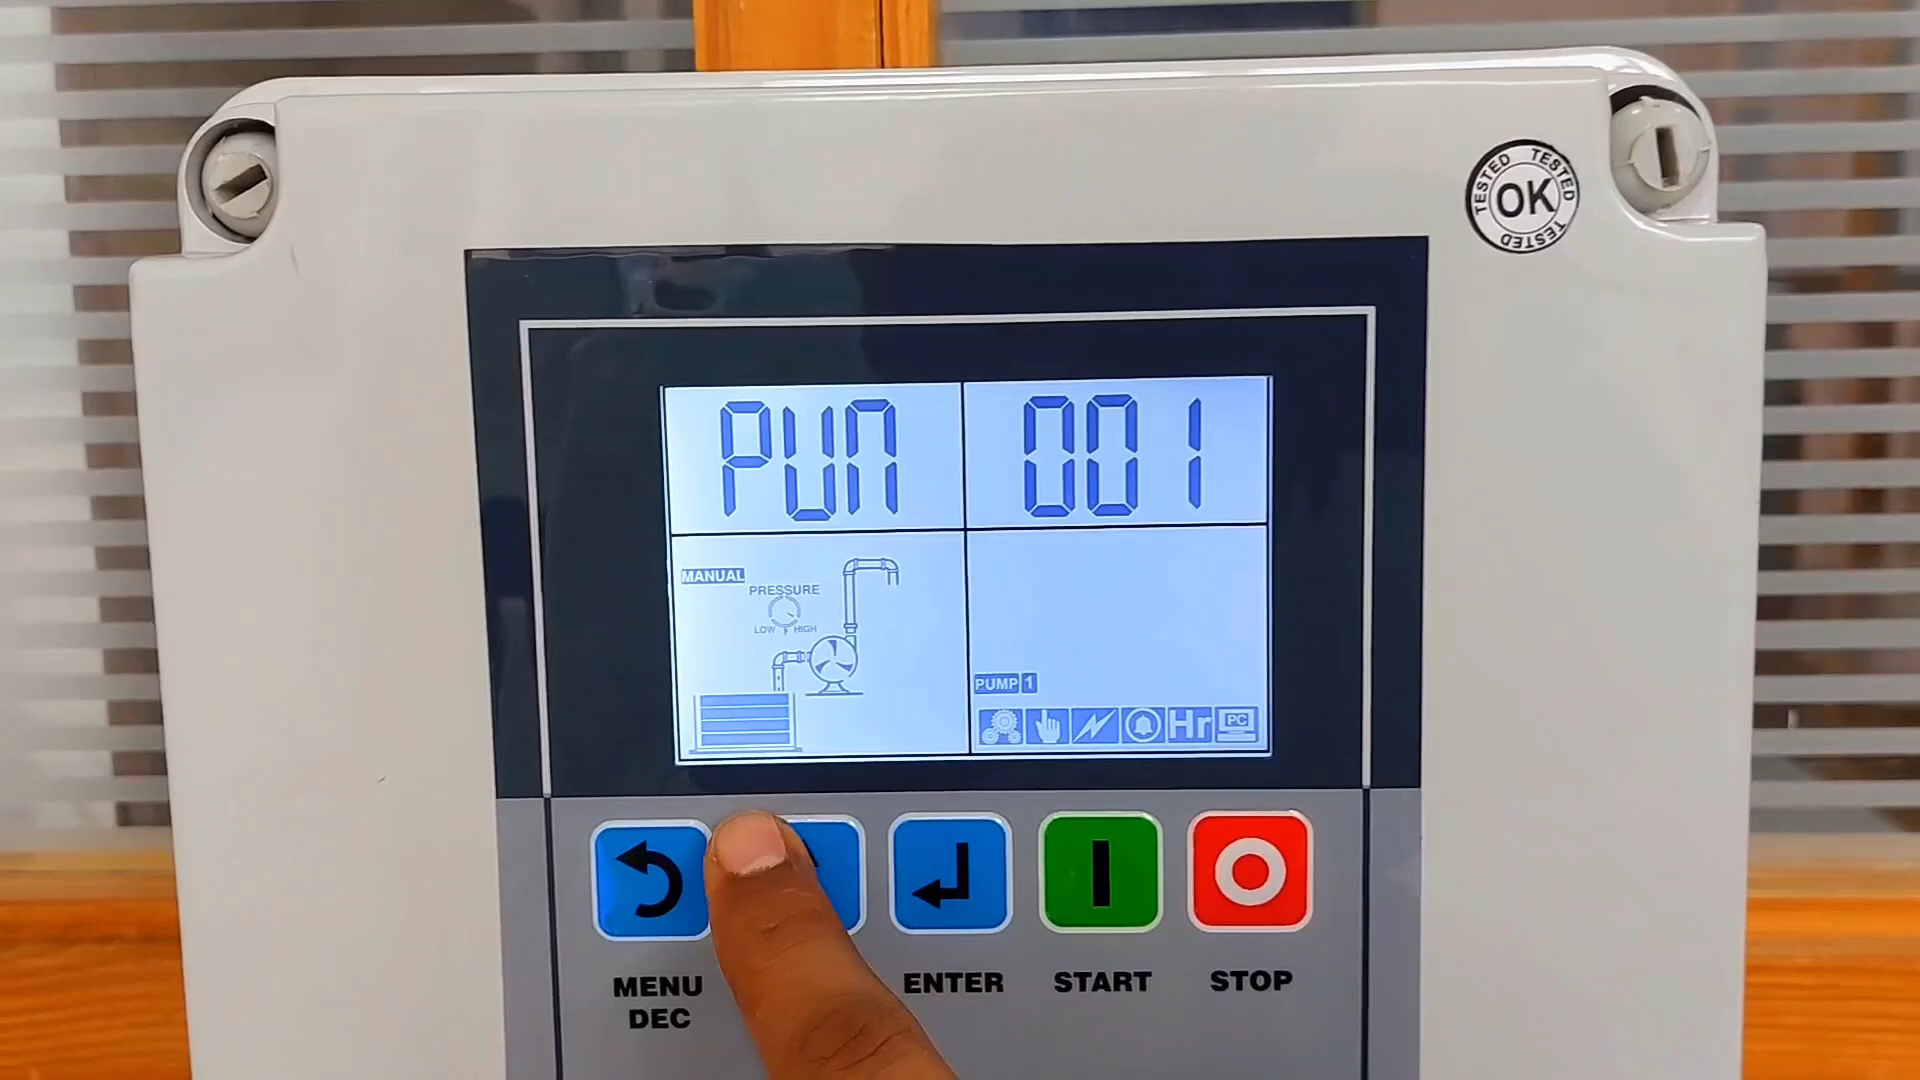 TESTED TESTED TESTED
OK
PUN 001
MANUAL
PRESSURE
LOW HIGH
PUMP 1
Hr PC
MENU
DEC
ENTER
START
STOP